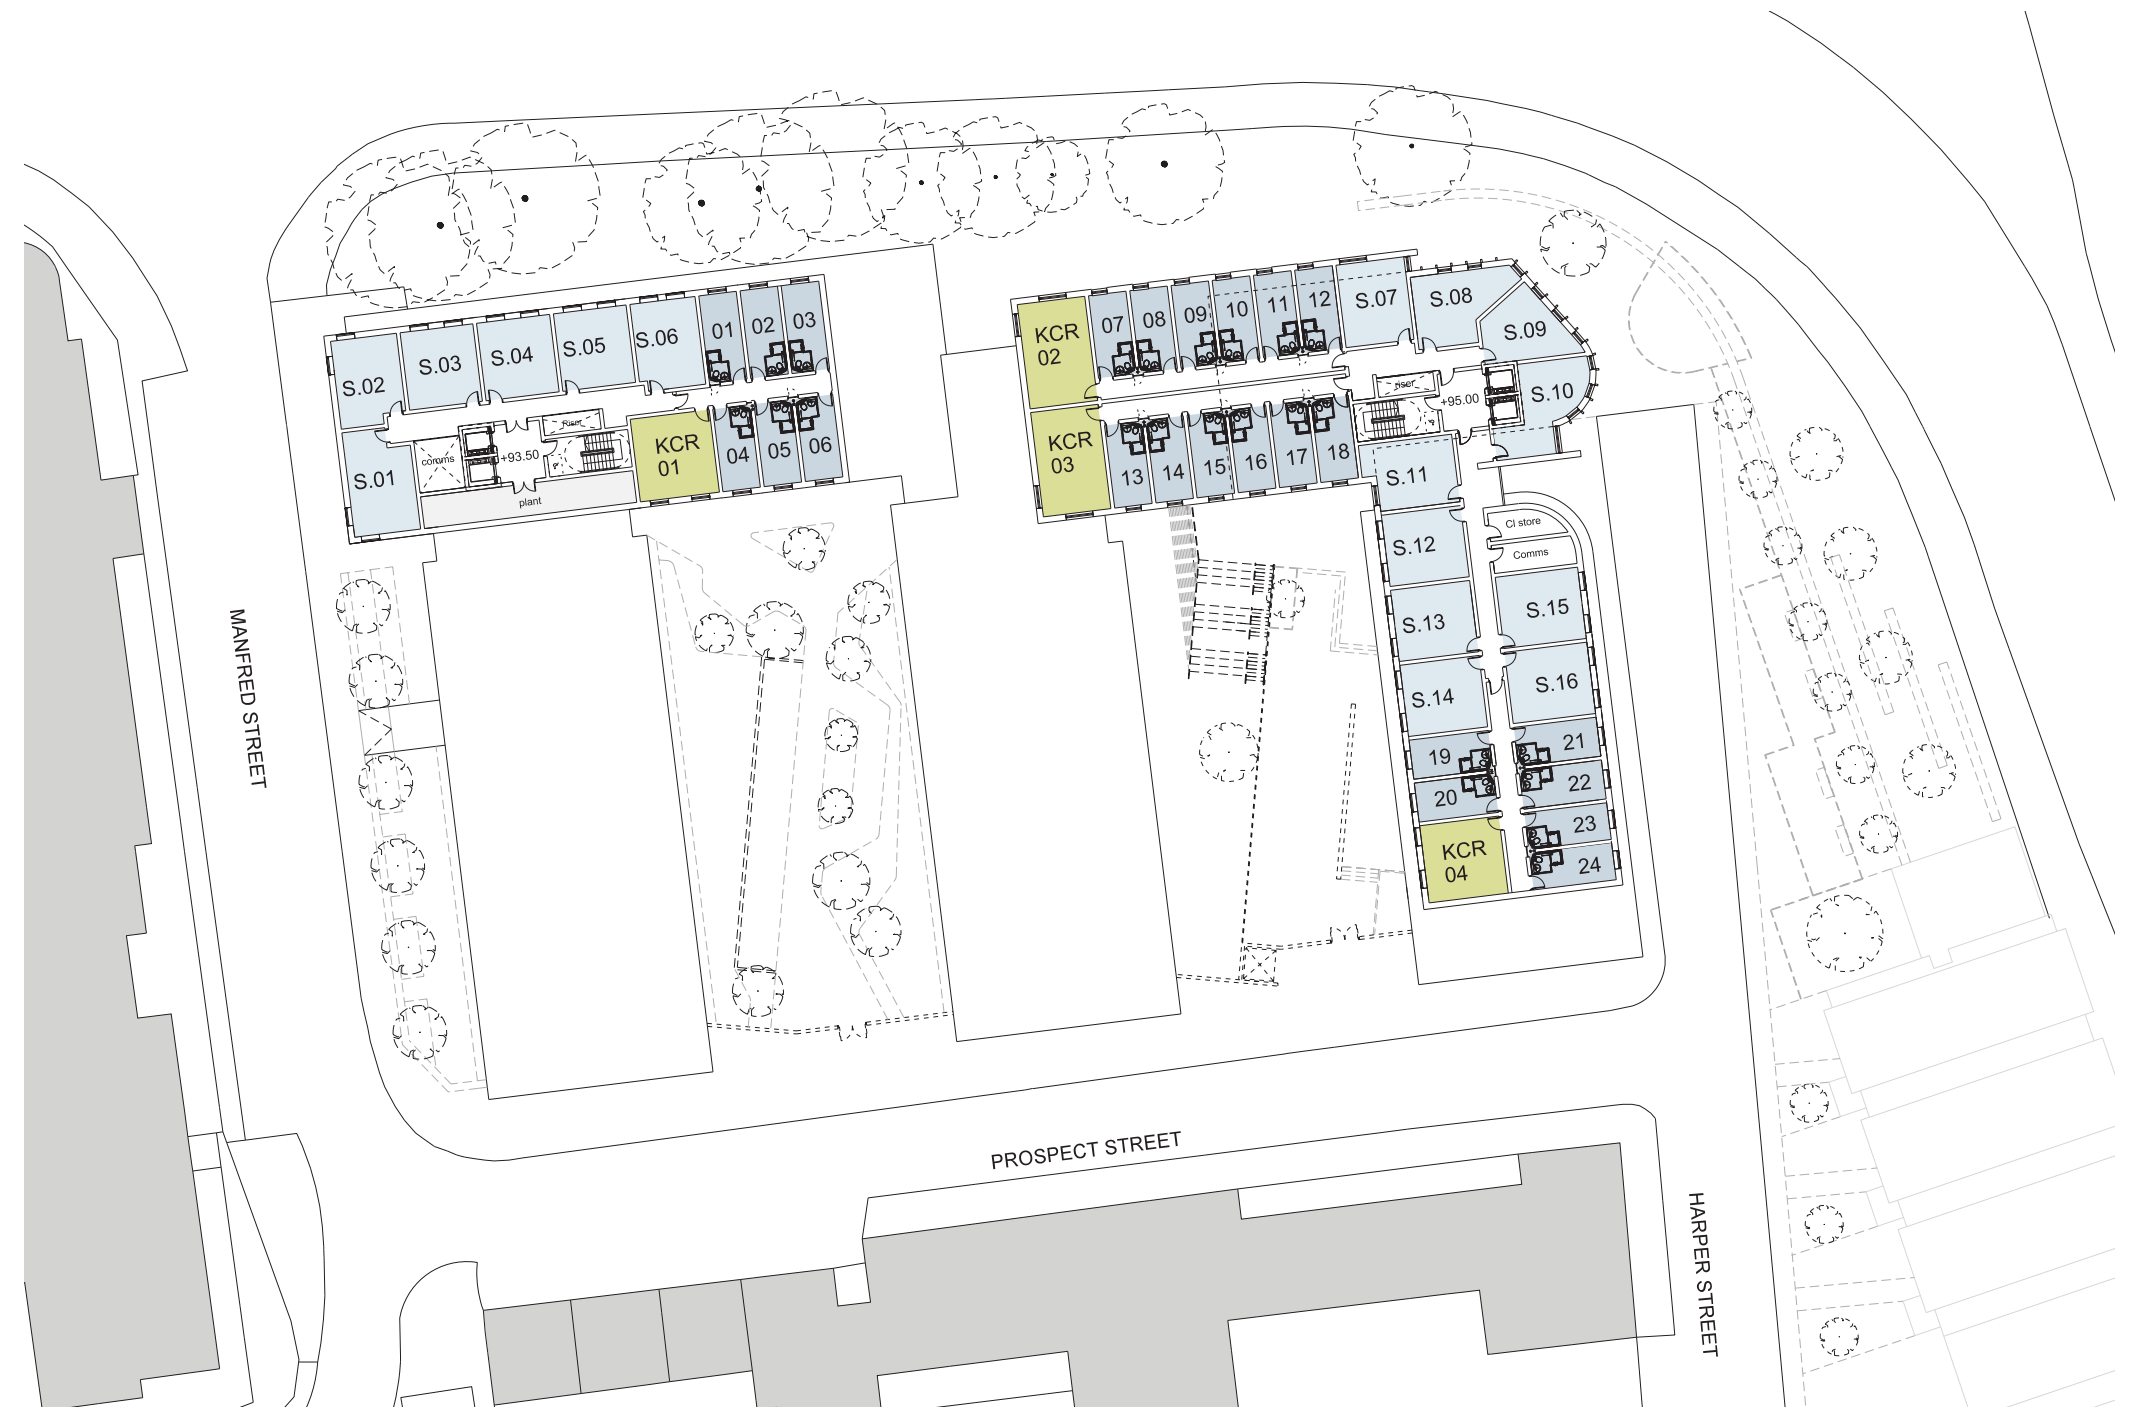 S.02
S.03
S.04
S.05
S.06
01
02
03
S.01
comms
+93.50
Riser
plant
KCR
01
04
05
06
KCR
02
07
08
09
10
11
12
S.07
S.08
S.09
S.10
riser
+95.00
KCR
03
13
14
15
16
17
18
S.11
S.12
S.13
S.14
Cl store
Comms
S.15
S.16
19
20
21
22
23
24
KCR
04
MANFRED STREET
PROSPECT STREET
HARPER STREET